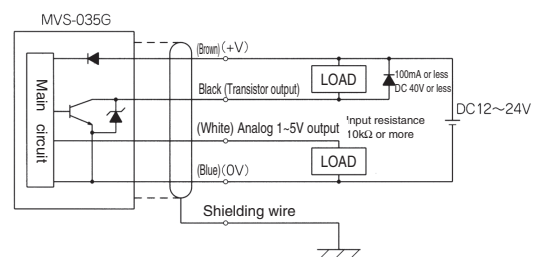 MVS-035G
(Brown)(+V)
LOAD
100mA or less
DC 40V or less
Black (Transistor output)
DC12～24V
Main circuit
(White) Analog 1~5V output
Input resistance
10kΩ or more
LOAD
(Blue)(0V)
Shielding wire